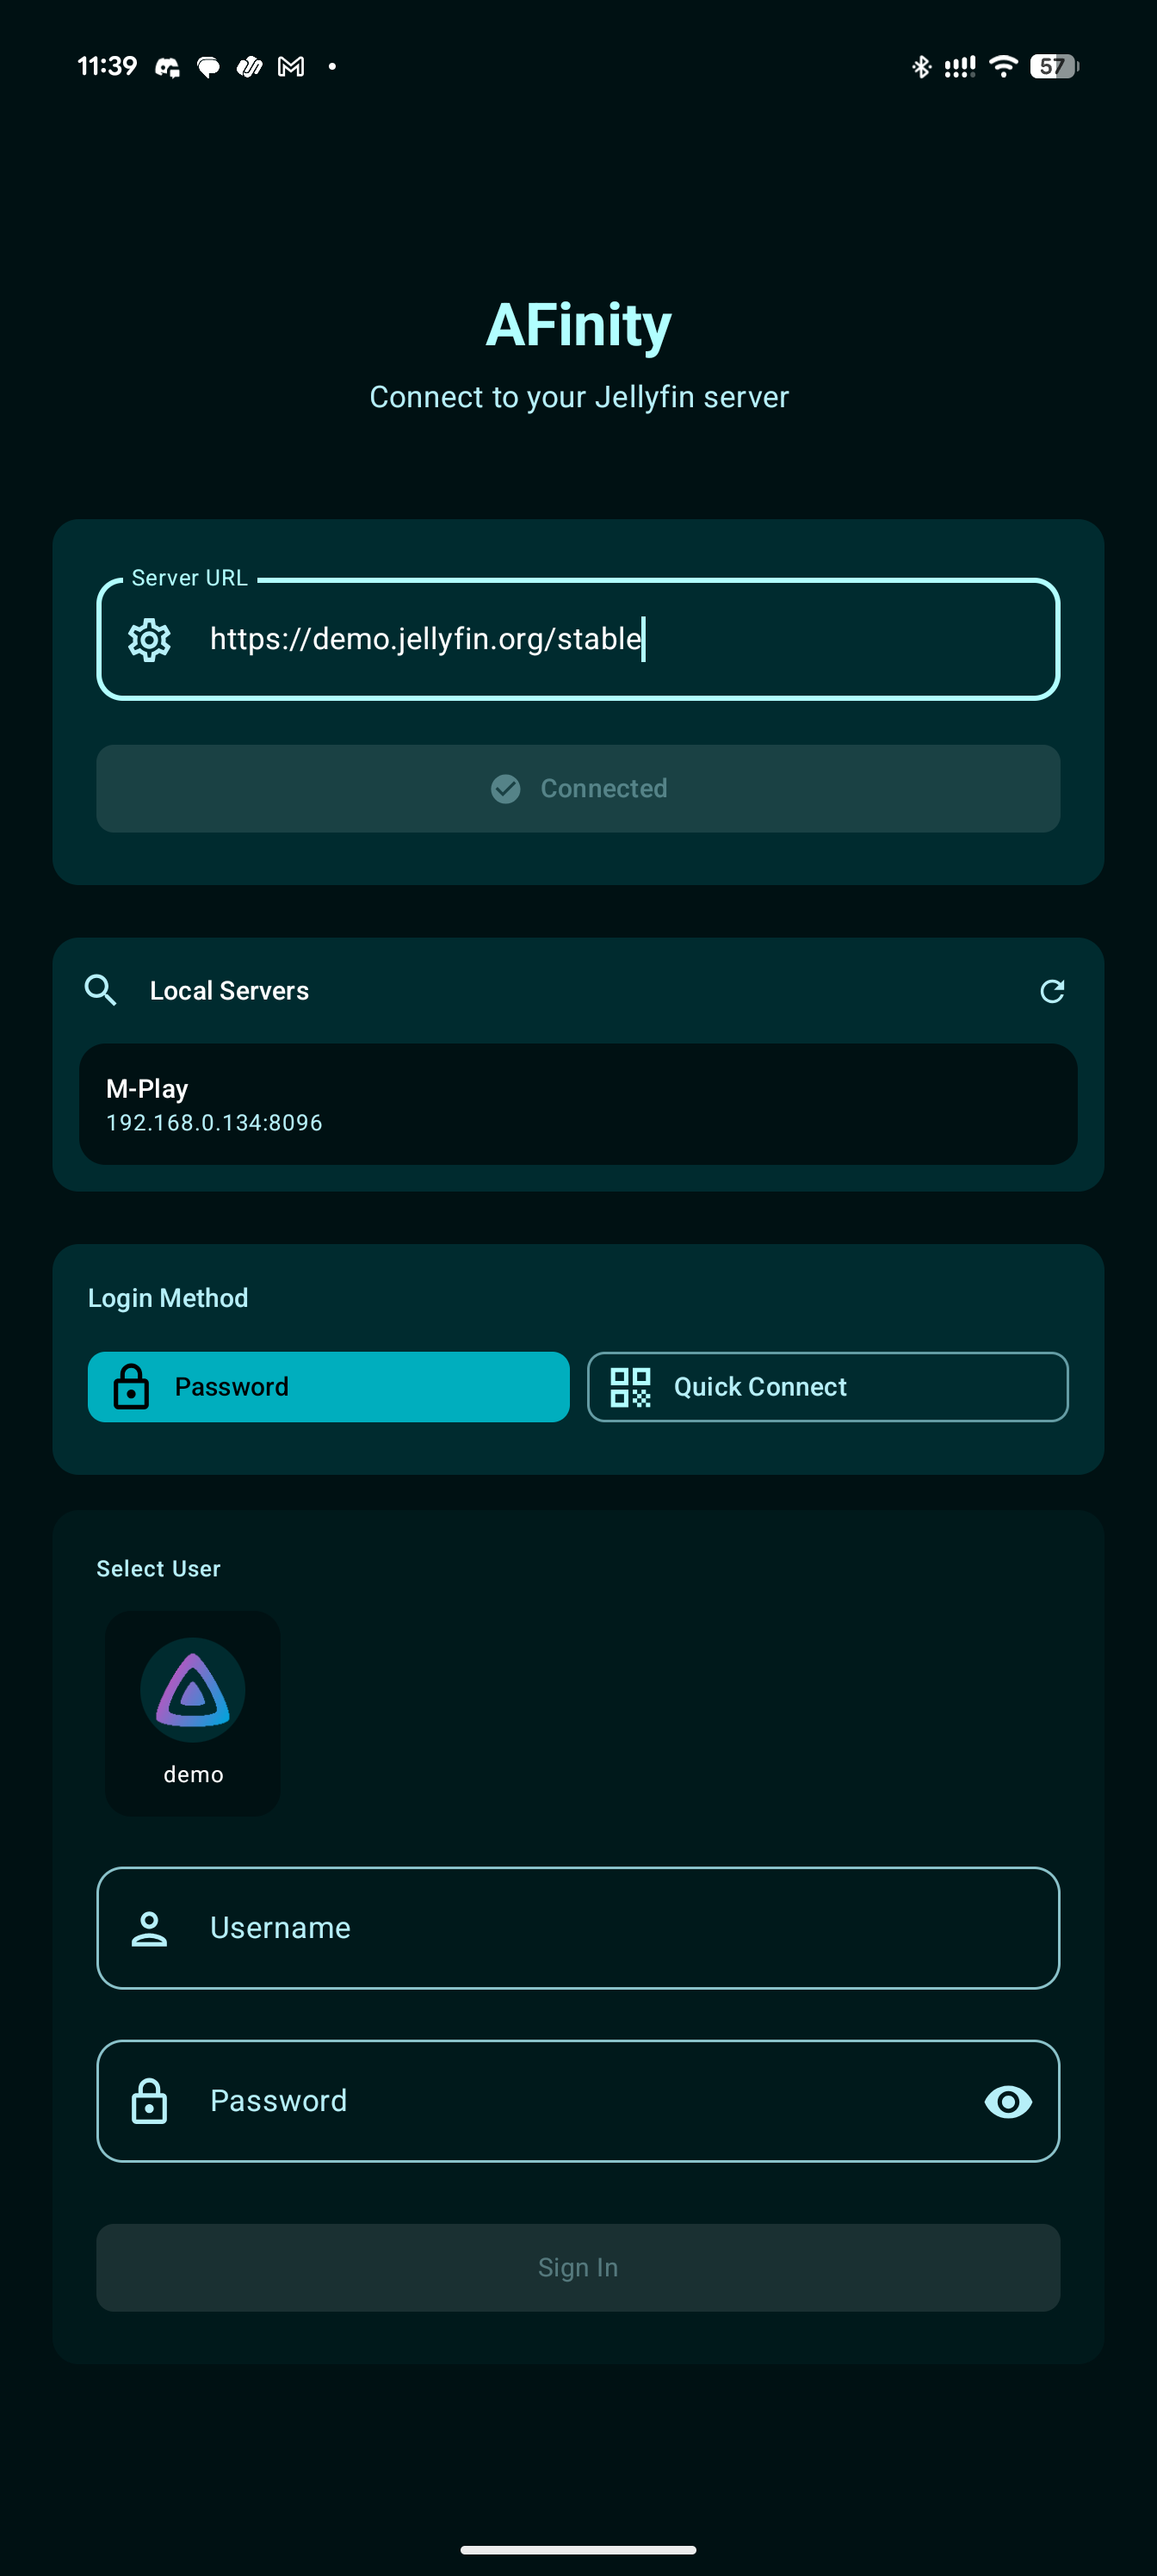 11:39
57
AFinity
Connect to your Jellyfin server
Server URL
https://demo.jellyfin.org/stable
Connected
Local Servers
M-Play
192.168.0.134:8096
Login Method
Password
Quick Connect
Select User
demo
Username
Password
Sign In